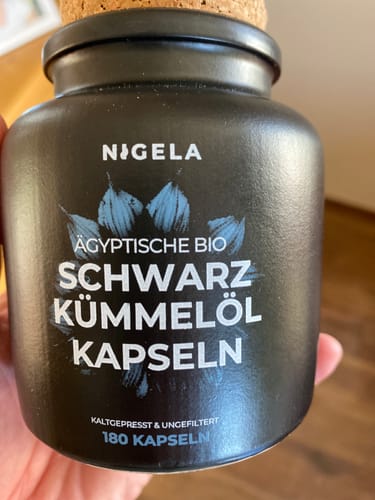 NIGELA
ÄGYPTISCHE BIO
SCHWARZ
KÜMMELÖL
KAPSELN
KALTGEPRESST & UNGEFILTERT
180 KAPSELN